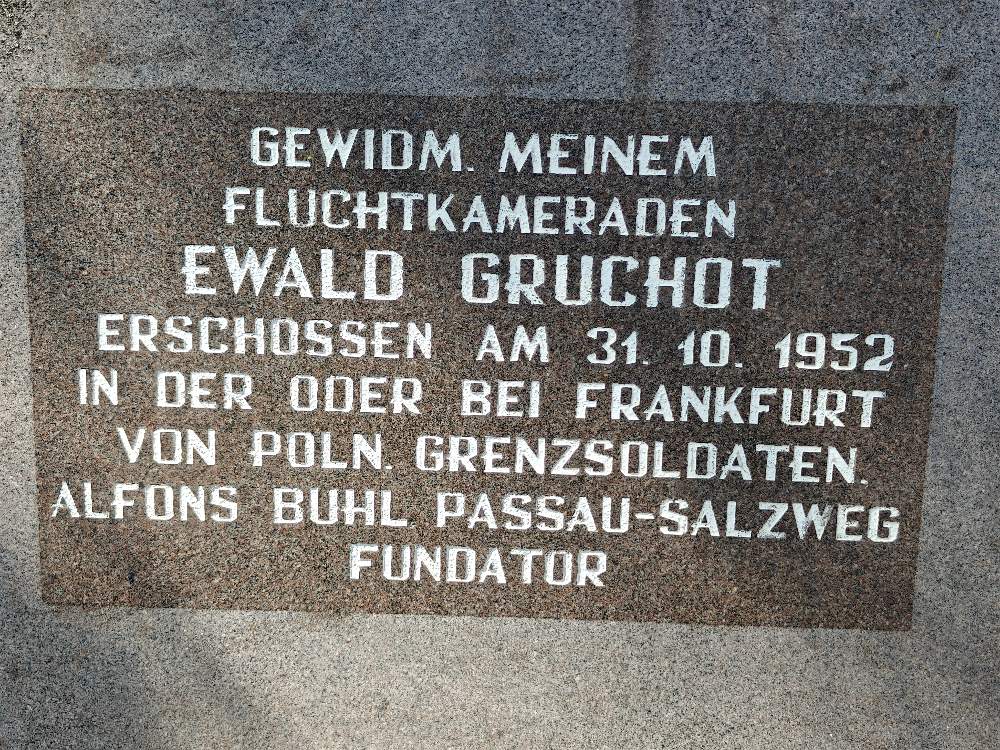 GEWIDM. MEINEM
FLUCHTKAMERADEN
EWALD GRUCHOT
ERSCHOSSEN AM 31. 10. 1952
IN DER ODER BEI FRANKFURT
VON POLN. GRENZSOLDATEN.
ALFONS BUHL PASSAU-SALZWEG
FUNDATOR